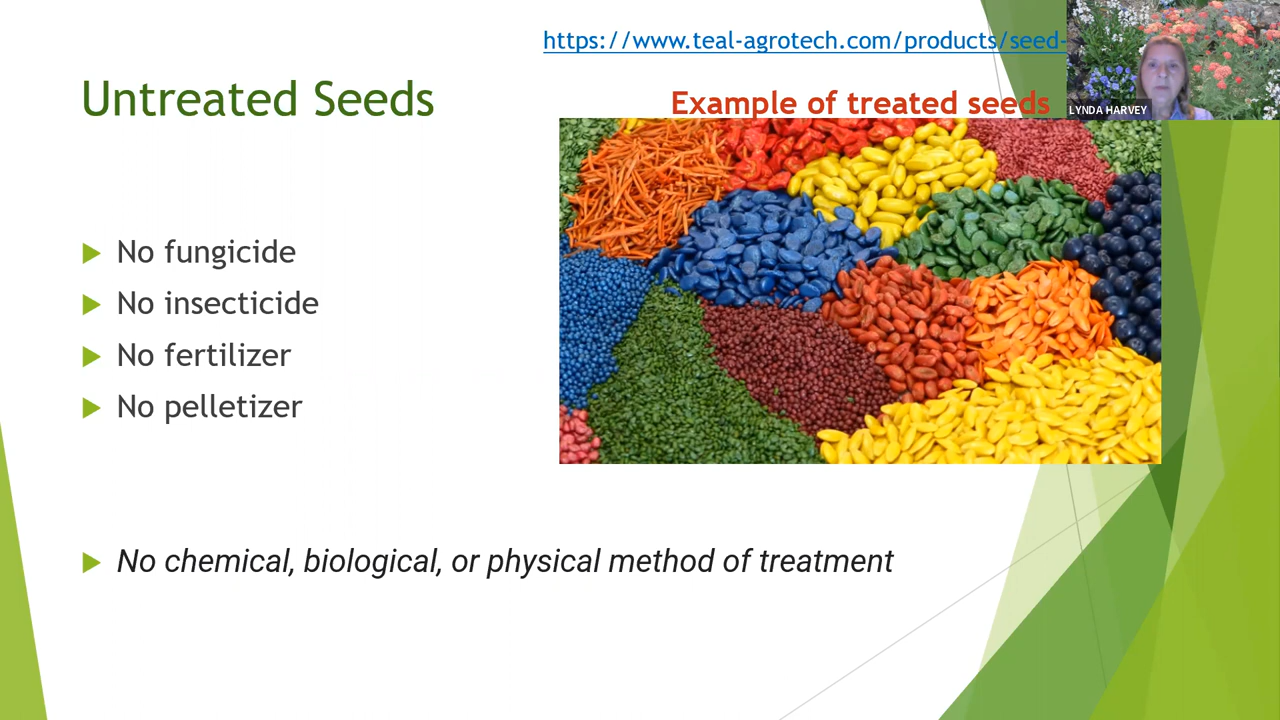 https://www.teal-agrotech.com/products/seed-
LYNDA HARVEY
Untreated Seeds
Example of treated seeds
No fungicide
No insecticide
No fertilizer
No pelletizer
No chemical, biological, or physical method of treatment